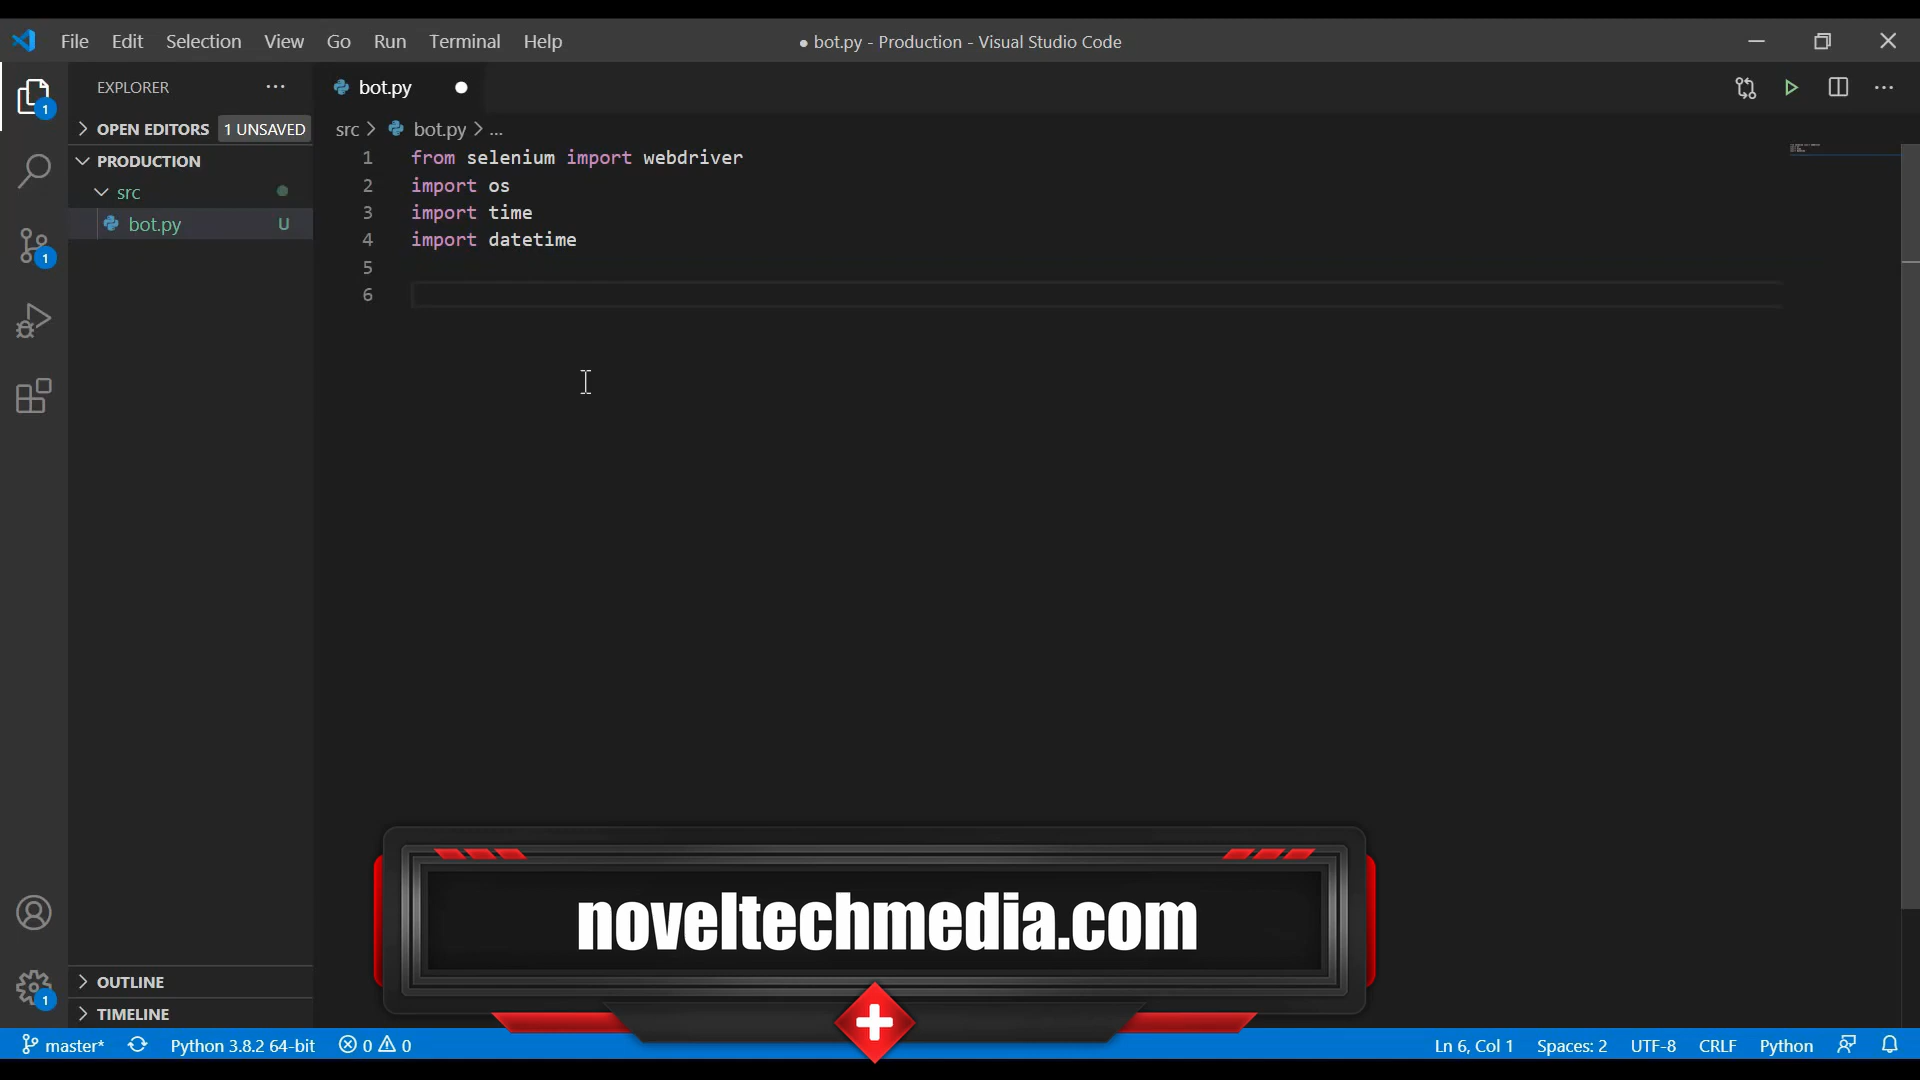 File Edit Selection View Go Run Terminal Help
● bot.py - Production - Visual Studio Code
EXPLORER
bot.py
1
OPEN EDITORS 1 UNSAVED
src > bot.py > ...
PRODUCTION
src
bot.py U
1 from selenium import webdriver
2 import os
3 import time
4 import datetime
5
6
1
noveltechmedia.com
OUTLINE
1
TIMELINE
master* Python 3.8.2 64-bit 0 0
Ln 6, Col 1 Spaces: 2 UTF-8 CRLF Python